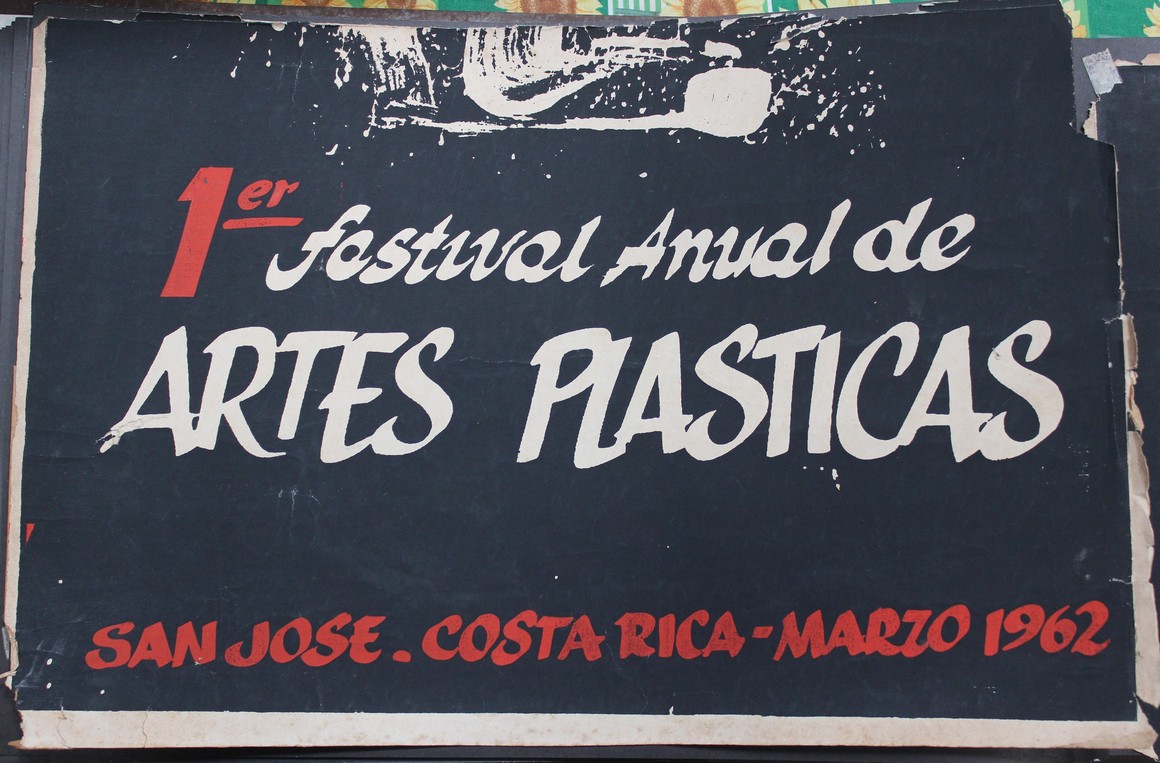 1er Festival Anual de
ARTES PLASTICAS
SAN JOSE. COSTA RICA - MARZO 1962